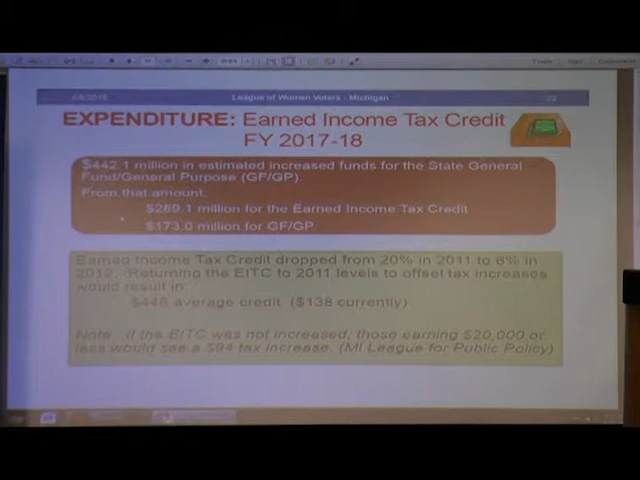 League of Women Voters - Michigan
EXPENDITURE: Earned Income Tax Credit
FY 2017-18
$442.1 million in estimated increased funds for the State General
Fund/General Purpose (GF/GP).
From that amount:
$269.1 million for the Earned Income Tax Credit
$173.0 million for GF/GP.
Earned Income Tax Credit dropped from 20% in 2011 to 6% in
2012. Returning the EITC to 2011 levels to offset tax increases
would result in:
$446 average credit ($138 currently)
Note: If the EITC was not increased, those earning $20,000 or
less would see a $94 tax increase. (MI League for Public Policy)